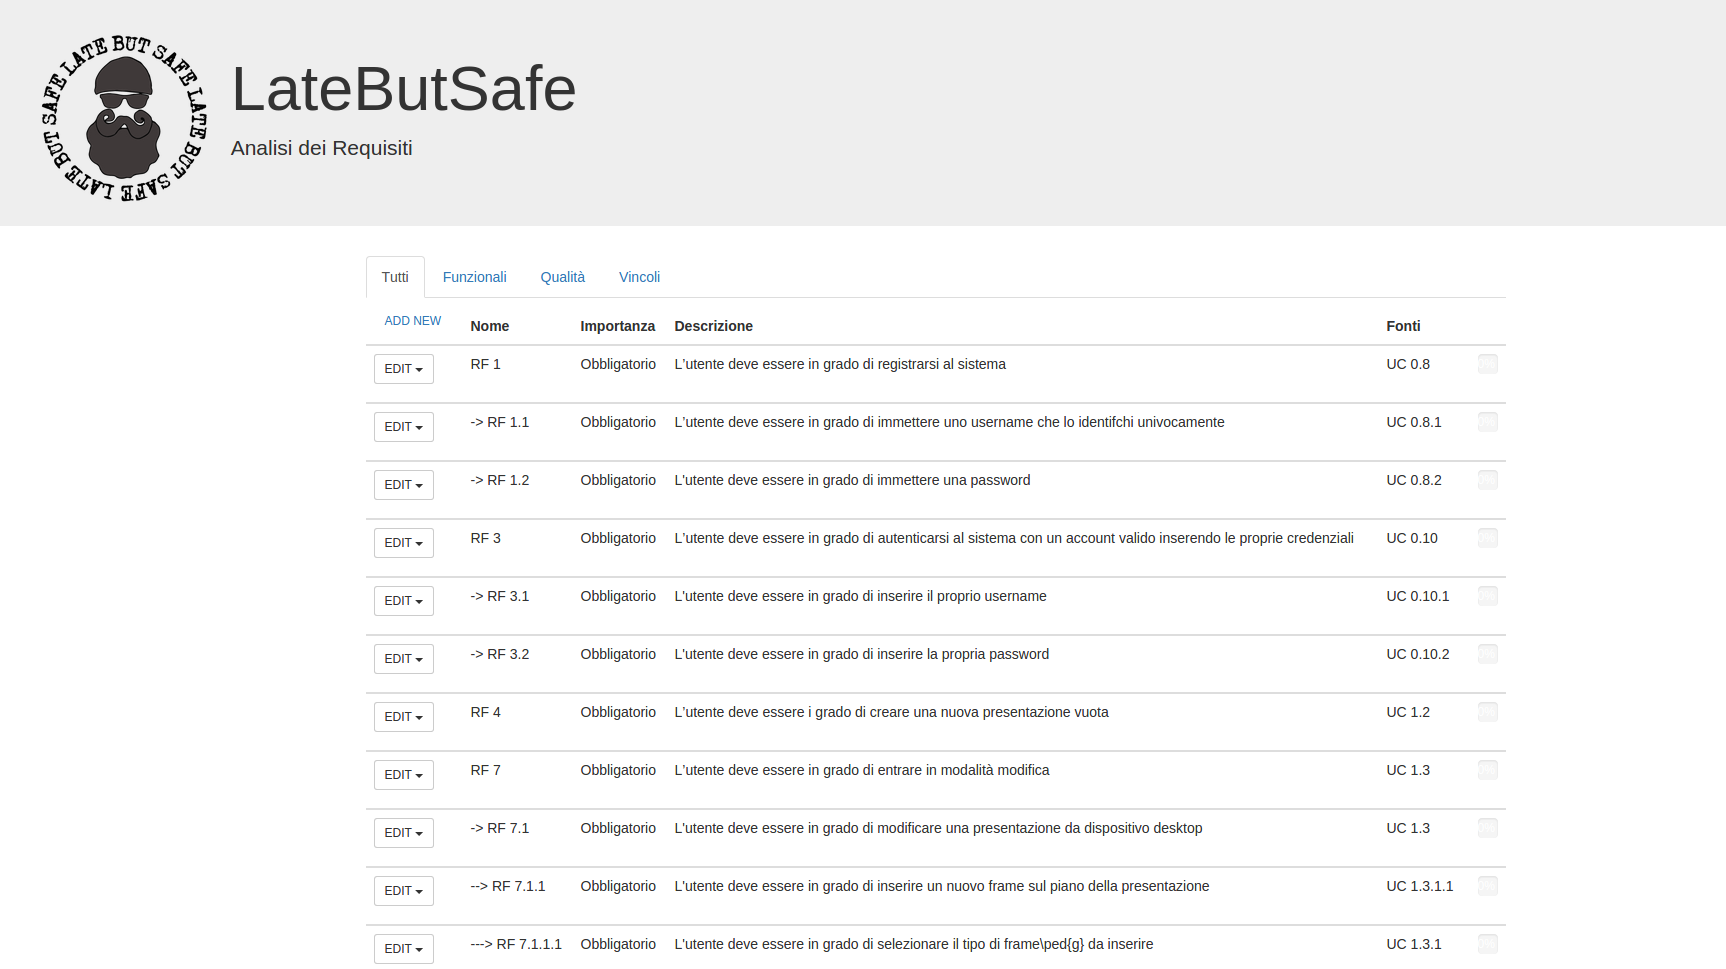 LATE BUT SAFE LATE BUT SAFE LATE BUT SAFE
LateButSafe
Analisi dei Requisiti
Tutti Funzionali Qualità Vincoli
ADD NEW Nome Importanza Descrizione Fonti
EDIT RF 1 Obbligatorio L'utente deve essere in grado di registrarsi al sistema UC 0.8
EDIT -> RF 1.1 Obbligatorio L'utente deve essere in grado di immettere uno username che lo identifchi univocamente UC 0.8.1
EDIT -> RF 1.2 Obbligatorio L'utente deve essere in grado di immettere una password UC 0.8.2
EDIT RF 3 Obbligatorio L'utente deve essere in grado di autenticarsi al sistema con un account valido inserendo le proprie credenziali UC 0.10
EDIT -> RF 3.1 Obbligatorio L'utente deve essere in grado di inserire il proprio username UC 0.10.1
EDIT -> RF 3.2 Obbligatorio L'utente deve essere in grado di inserire la propria password UC 0.10.2
EDIT RF 4 Obbligatorio L'utente deve essere i grado di creare una nuova presentazione vuota UC 1.2
EDIT RF 7 Obbligatorio L'utente deve essere in grado di entrare in modalità modifica UC 1.3
EDIT -> RF 7.1 Obbligatorio L'utente deve essere in grado di modificare una presentazione da dispositivo desktop UC 1.3
EDIT --> RF 7.1.1 Obbligatorio L'utente deve essere in grado di inserire un nuovo frame sul piano della presentazione UC 1.3.1.1
EDIT ---> RF 7.1.1.1 Obbligatorio L'utente deve essere in grado di selezionare il tipo di frame\ped{g} da inserire UC 1.3.1